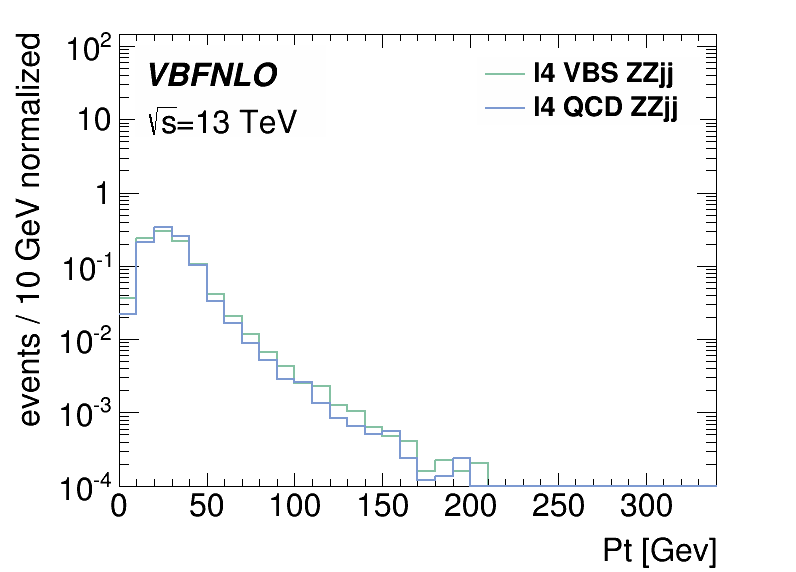 events / 10 GeV normalized
10²
10
1
10⁻¹
10⁻²
10⁻³
10⁻⁴
VBFNLO
√s=13 TeV
l4 VBS ZZjj
l4 QCD ZZjj
0 50 100 150 200 250 300
Pt [Gev]